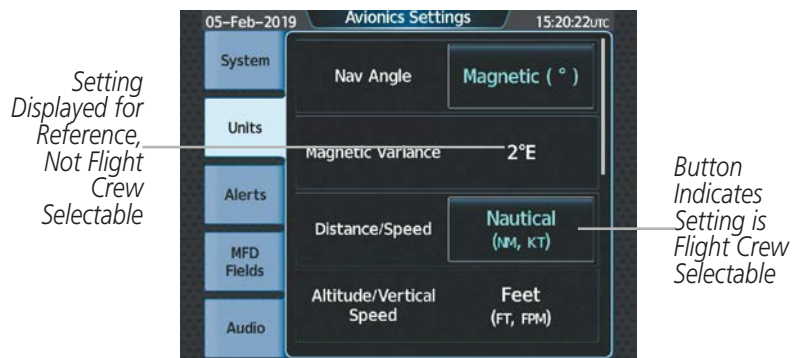 05-Feb-2019
Avionics Settings
15:20:22UTC
System
Units
Alerts
MFD
Fields
Audio
Nav Angle
Magnetic ( ° )
Magnetic Variance
2°E
Distance/Speed
Nautical
(NM, KT)
Altitude/Vertical
Speed
Feet
(FT, FPM)
Setting
Displayed for
Reference,
Not Flight
Crew
Selectable
Button
Indicates
Setting is
Flight Crew
Selectable